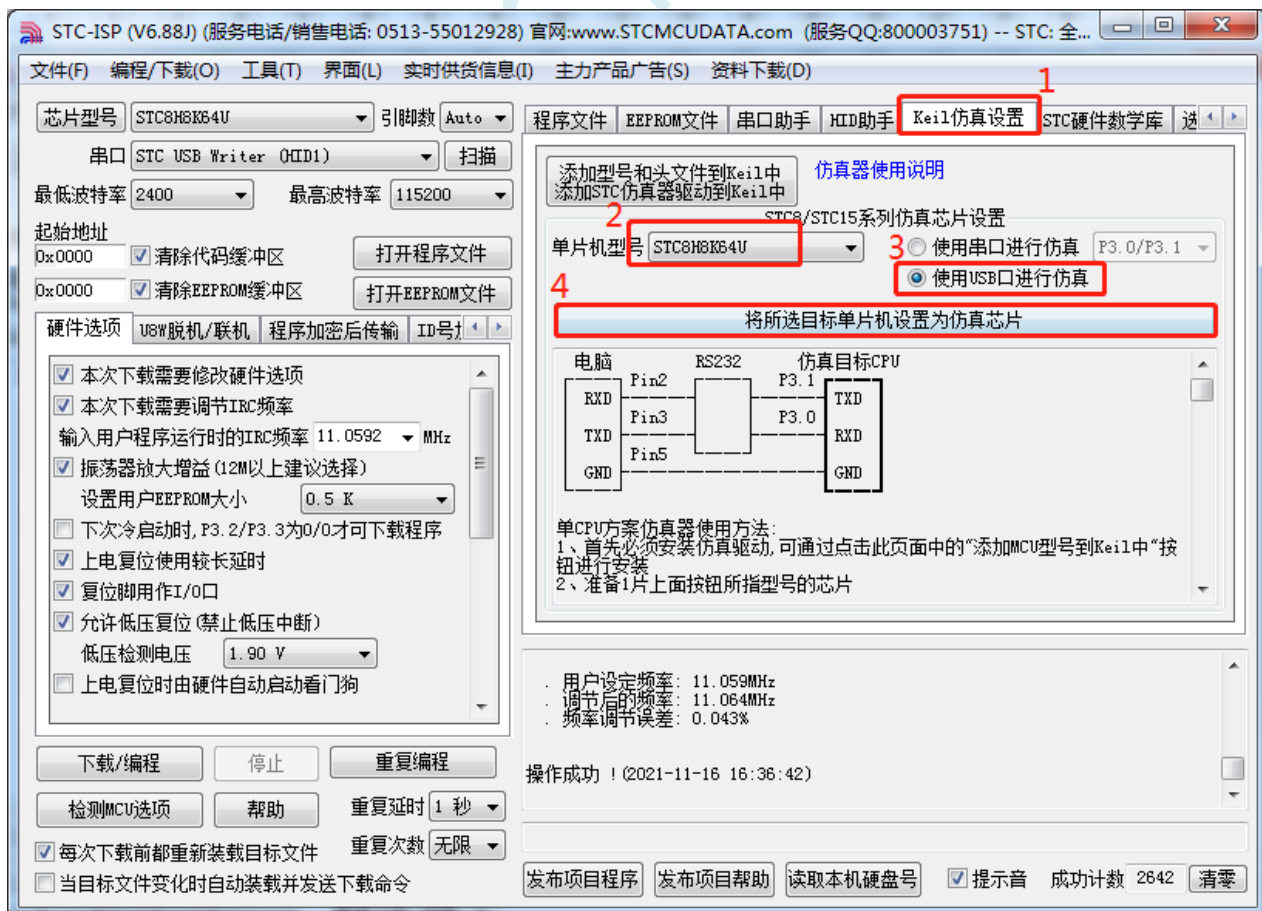 STC-ISP (V6.88J) (服务电话/销售电话: 0513-55012928) 官网:www.STCMCUDATA.com (服务QQ:800003751) -- STC: 全...
文件(F) 编程/下载(O) 工具(T) 界面(L) 实时供货信息(I) 主力产品广告(S) 资料下载(D)
1
芯片型号 STC8H8K64U 引脚数 Auto
串口 STC USB Writer (HID1) 扫描
最低波特率 2400 最高波特率 115200
起始地址
0x0000 清除代码缓冲区 打开程序文件
0x0000 清除EEPROM缓冲区 打开EEPROM文件
硬件选项 U8W脱机/联机 程序加密后传输
本次下载需要修改硬件选项
本次下载需要调节IRC频率
输入用户程序运行时的IRC频率 11.0592 MHz
振荡器放大增益(12M以上建议选择)
设置用户EEPROM大小 0.5 K
下次冷启动时,P3.2/P3.3为0/0才可下载程序
上电复位使用较长延时
复位脚用作I/O口
允许低压复位(禁止低压中断)
低压检测电压 1.90 V
上电复位时由硬件自动启动看门狗
下载/编程 停止 重复编程
检测MCU选项 帮助 重复延时 1 秒
每次下载前都重新装载目标文件 重复次数 无限
当目标文件变化时自动装载并发送下载命令
程序文件 EEPROM文件 串口助手 HID助手 Keil仿真设置 STC硬件数学库
添加型号和头文件到Keil中
添加STC仿真器驱动到Keil中
仿真器使用说明
STC8/STC15系列仿真芯片设置
2
单片机型号 STC8H8K64U
3
使用串口进行仿真 P3.0/P3.1
使用USB口进行仿真
4
将所选目标单片机设置为仿真芯片
电脑 RS232 仿真目标CPU
Pin2 P3.1
RXD TXD
Pin3 P3.0
TXD RXD
Pin5
GND GND
单CPU方案仿真器使用方法:
1、首先必须安装仿真驱动,可通过点击此页面中的"添加MCU型号到Keil中"按
钮进行安装
2、准备1片上面按钮所指型号的芯片
. 用户设定频率: 11.059MHz
. 调节后的频率: 11.064MHz
. 频率调节误差: 0.043%
操作成功 !(2021-11-16 16:36:42)
发布项目程序 发布项目帮助 读取本机硬盘号 提示音 成功计数 2642 清零